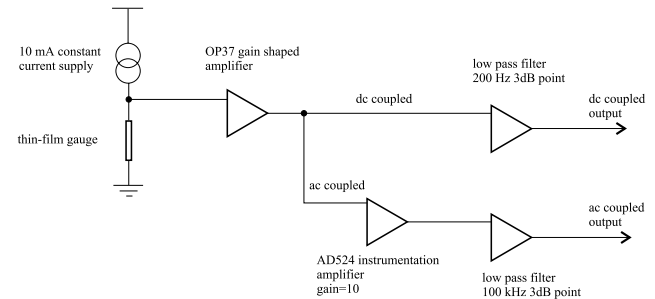 10 mA constant
current supply
OP37 gain shaped
amplifier
low pass filter
200 Hz 3dB point
dc coupled
dc coupled
output
thin-film gauge
ac coupled
ac coupled
output
AD524 instrumentation
amplifier
gain=10
low pass filter
100 kHz 3dB point